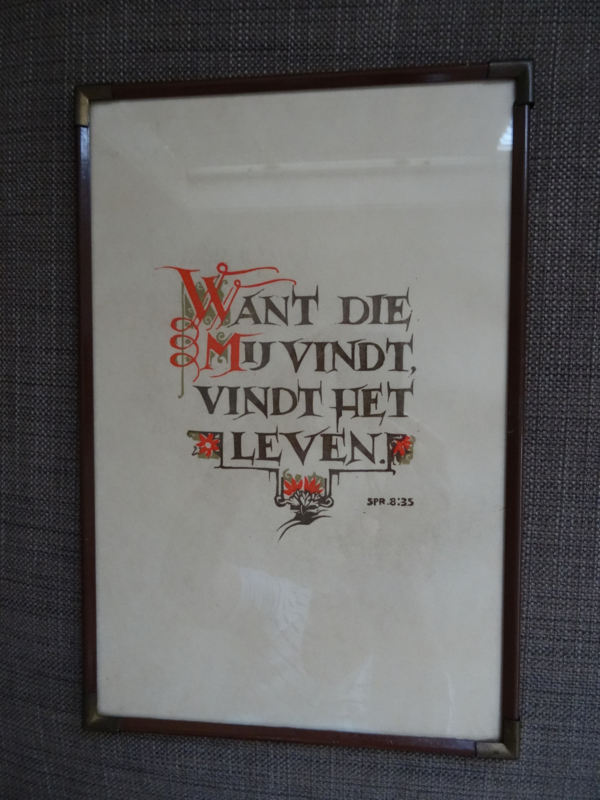 WANT DIE
MIJ VINDT,
VINDT HET
LEVEN.
SPR.8:35